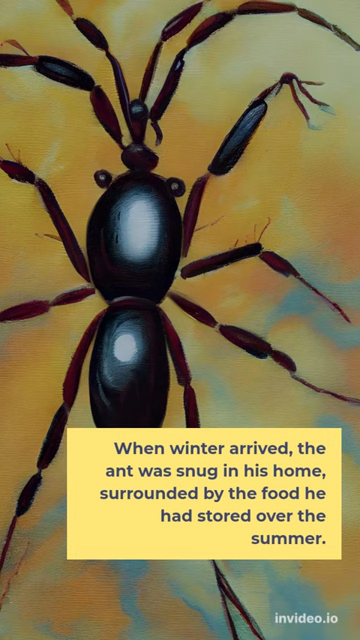 When winter arrived, the
ant was snug in his home,
surrounded by the food he
had stored over the
summer.
invideo.io